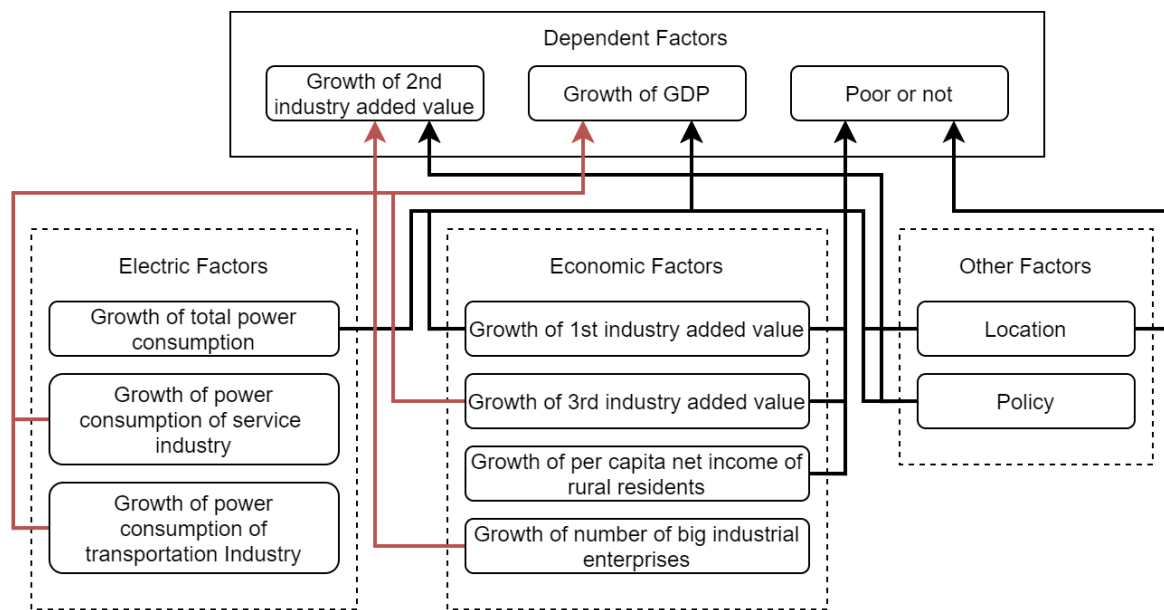 Dependent Factors
Growth of 2nd
industry added value
Growth of GDP
Poor or not
Electric Factors
Growth of total power
consumption
Growth of power
consumption of service
industry
Growth of power
consumption of
transportation Industry
Economic Factors
Growth of 1st industry added value
Growth of 3rd industry added value
Growth of per capita net income of
rural residents
Growth of number of big industrial
enterprises
Other Factors
Location
Policy